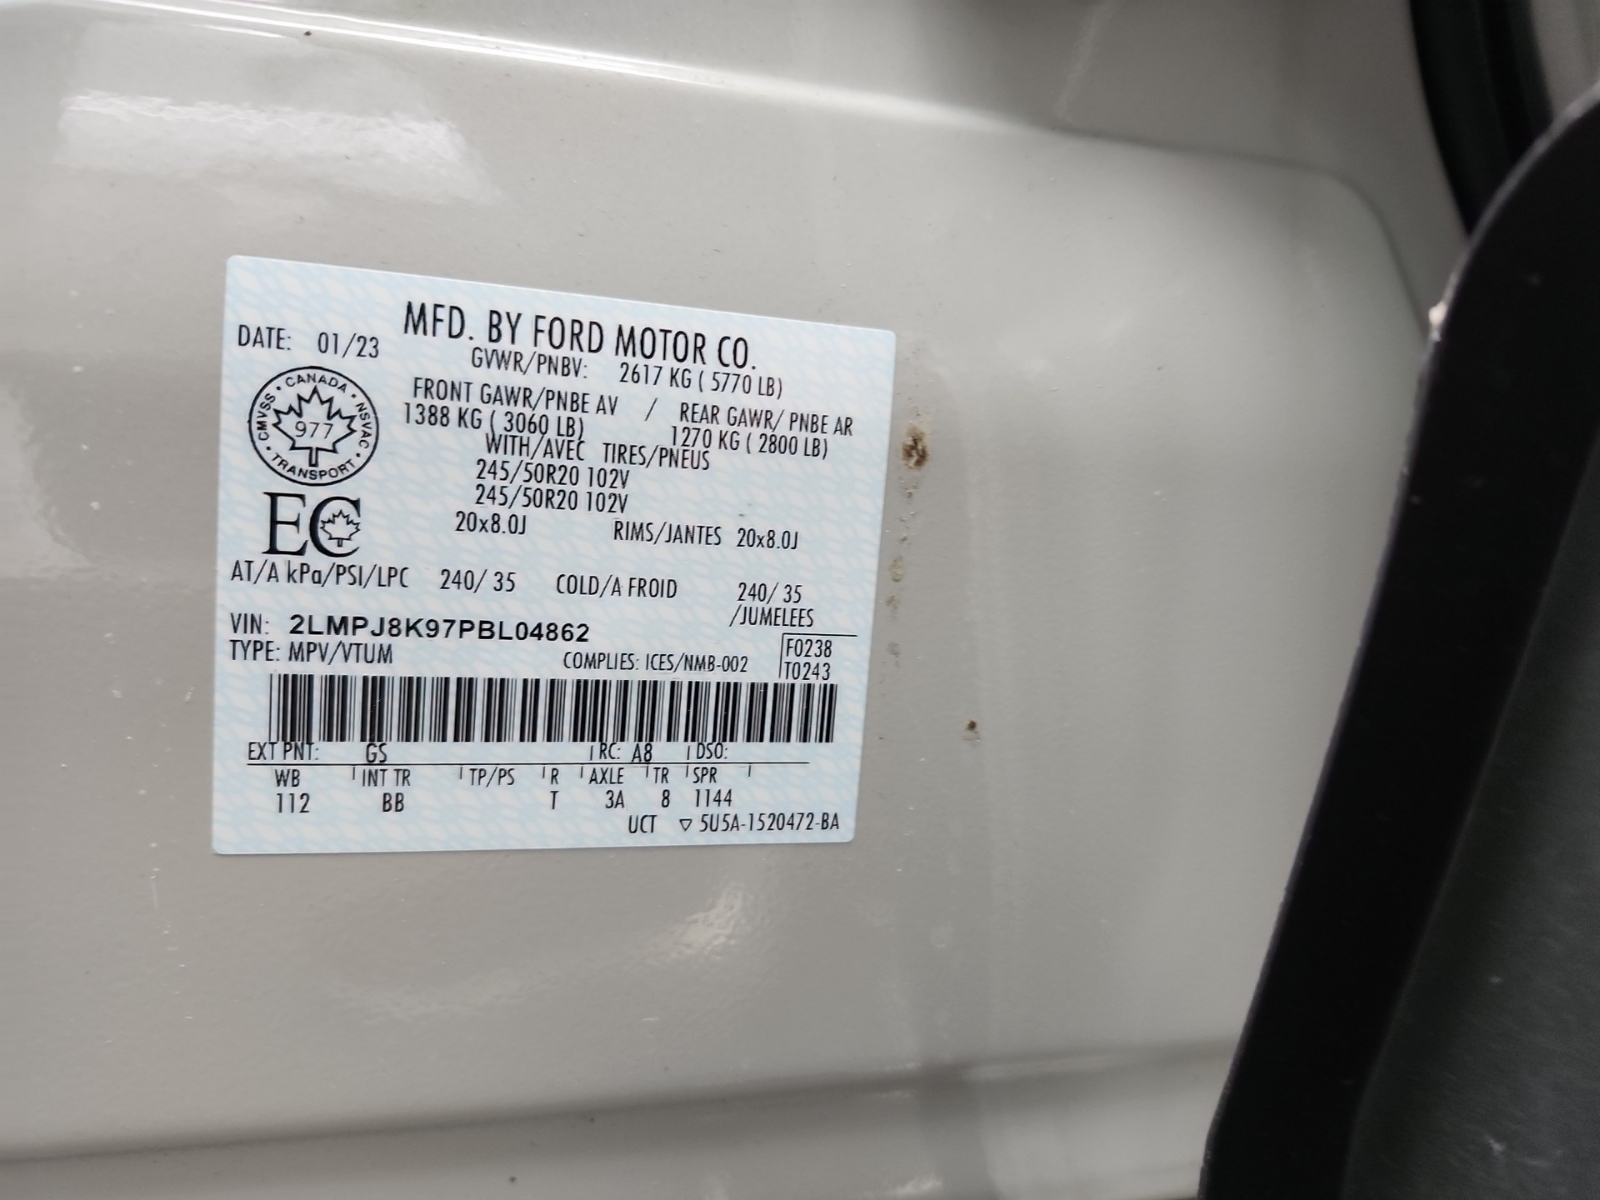 MFD. BY FORD MOTOR CO.
DATE: 01/23
GVWR/PNBV: 2617 KG ( 5770 LB)
FRONT GAWR/PNBE AV / REAR GAWR/ PNBE AR
1388 KG ( 3060 LB) 1270 KG ( 2800 LB)
WITH/AVEC TIRES/PNEUS
245/50R20 102V
245/50R20 102V
20x8.0J RIMS/JANTES 20x8.0J
CANADA · NSVAC · TRANSPORT · CMVSS ·
977
EC
AT/A kPa/PSI/LPC 240/ 35 COLD/A FROID 240/ 35
/JUMELEES
VIN: 2LMPJ8K97PBL04862
TYPE: MPV/VTUM COMPLIES: ICES/NMB-002
F0238
T0243
EXT PNT: GS RC: A8 DSO:
WB INT TR TP/PS R AXLE TR SPR
112 BB T 3A 8 1144
UCT ▽ 5U5A-1520472-BA